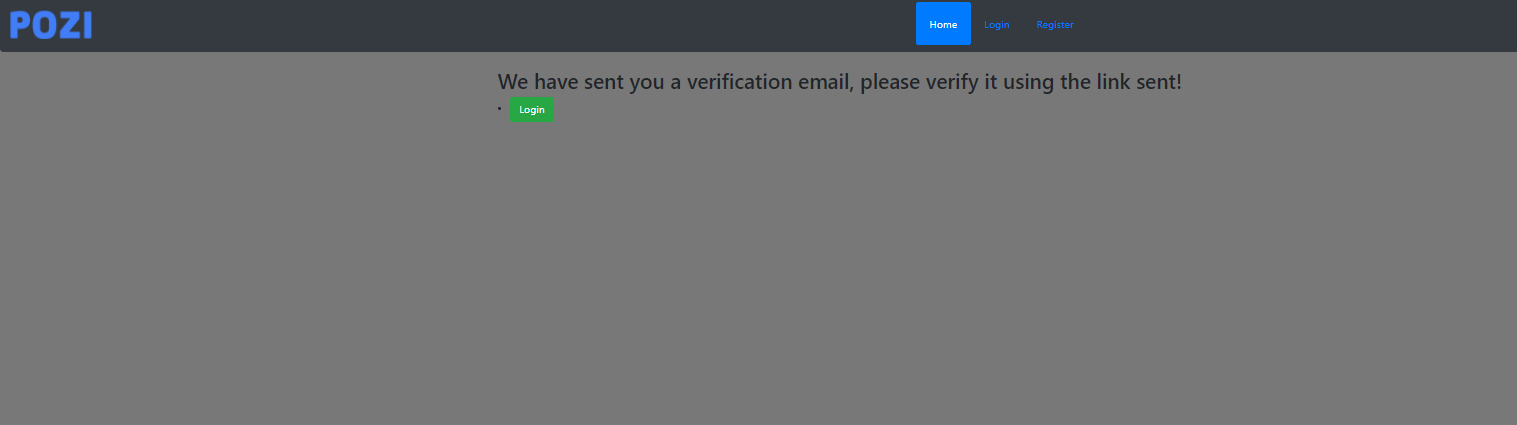 POZI
Home Login Register
We have sent you a verification email, please verify it using the link sent!
Login